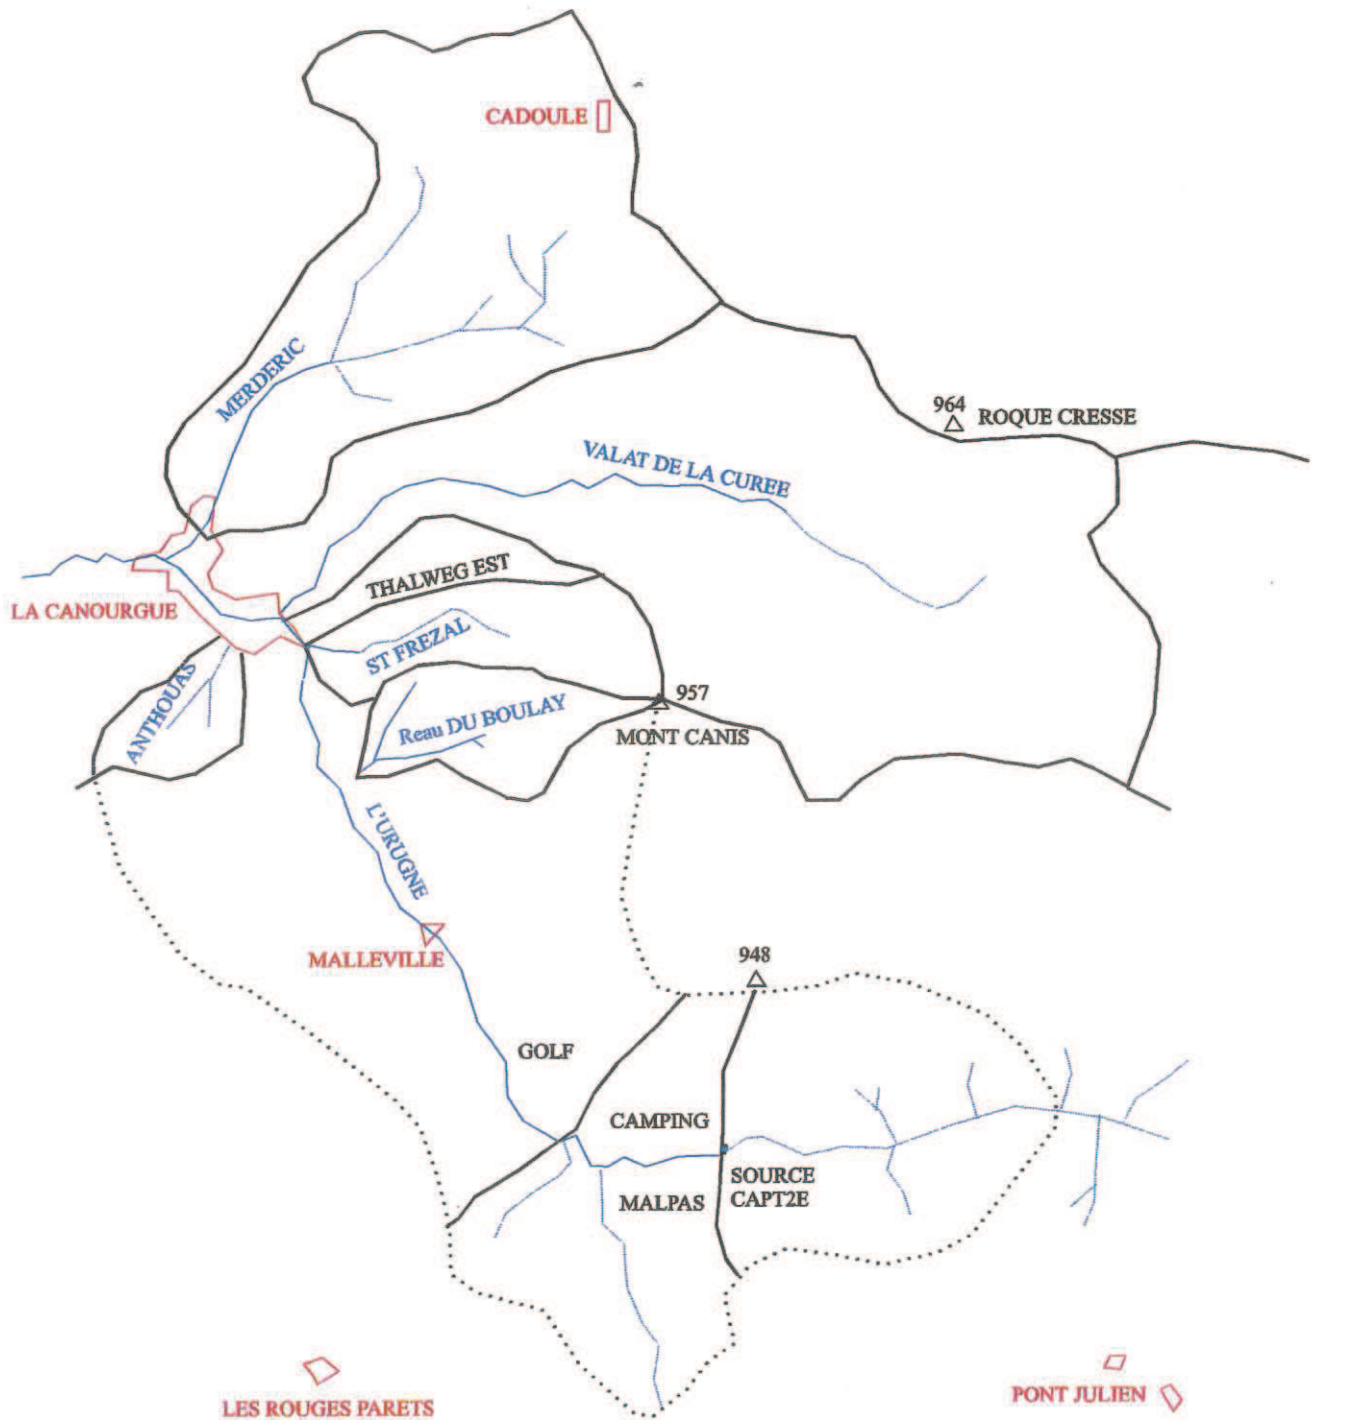 CADOULE
MERDERIC
964
ROQUE CRESSE
VALAT DE LA CUREE
THALWEG EST
LA CANOURGUE
ST FREZAL
ANTHOUAS
957
Reau DU BOULAY
MONT CANIS
L'URUGNE
MALLEVILLE
948
GOLF
CAMPING
SOURCE
CAPT2E
MALPAS
LES ROUGES PARETS
PONT JULIEN